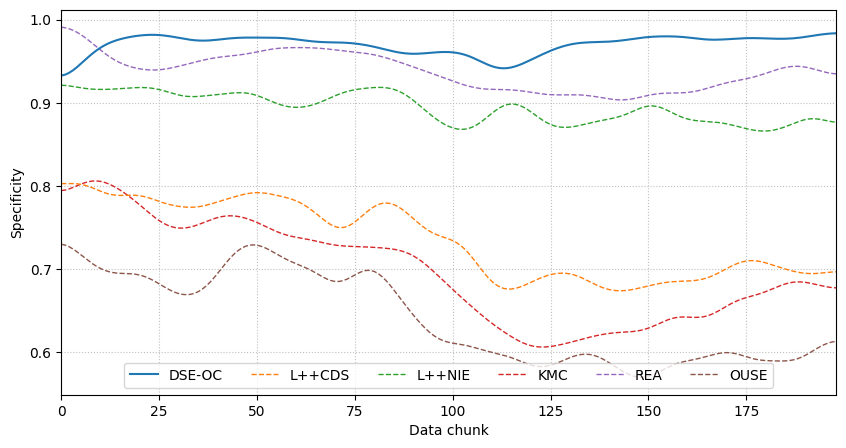 1.0
0.9
0.8
0.7
0.6
Specificity
DSE-OC L++CDS L++NIE KMC REA OUSE
0 25 50 75 100 125 150 175
Data chunk